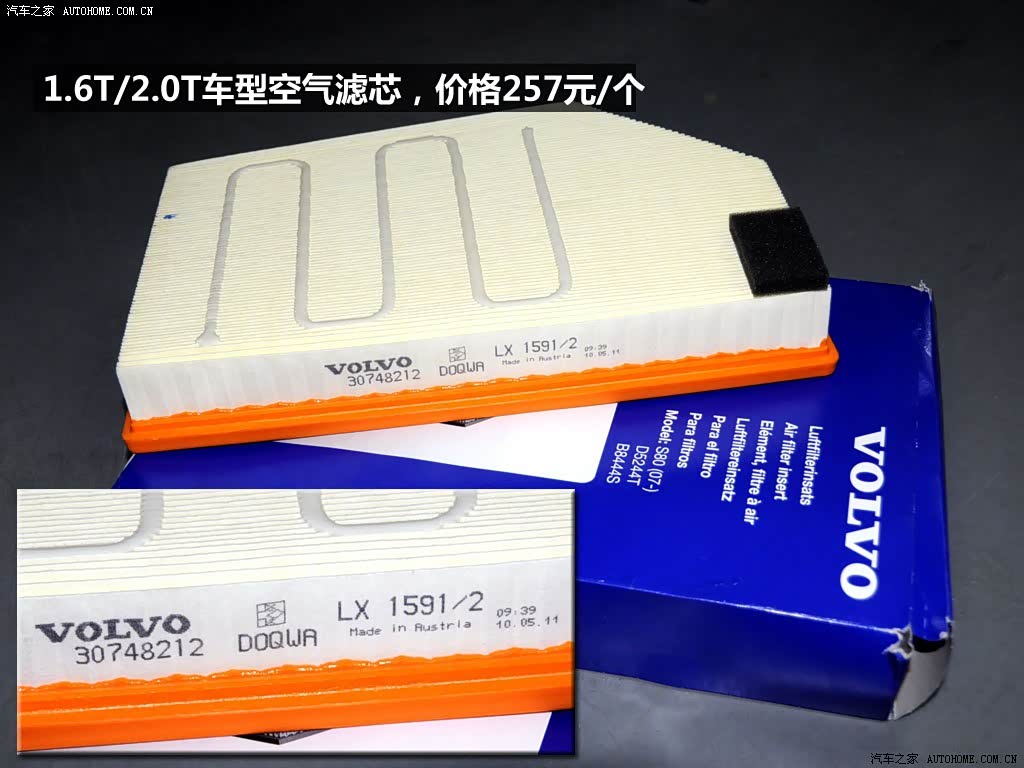 汽车之家 AUTOHOME.COM.CN
1.6T/2.0T车型空气滤芯，价格257元/个
VOLVO
30748212
DOQWA
LX 1591/2
Made in Austria
09:39
10.05.11
VOLVO
Luftfilterinsats
Air filter insert
Elément, filtre à air
Luftfiltereinsatz
Para el filtro
Para filtros
Model: S80 (07-)
D5244T
B8444S
VOLVO
30748212
DOQWA
LX 1591/2
Made in Austria
09:39
10.05.11
汽车之家 AUTOHOME.COM.CN